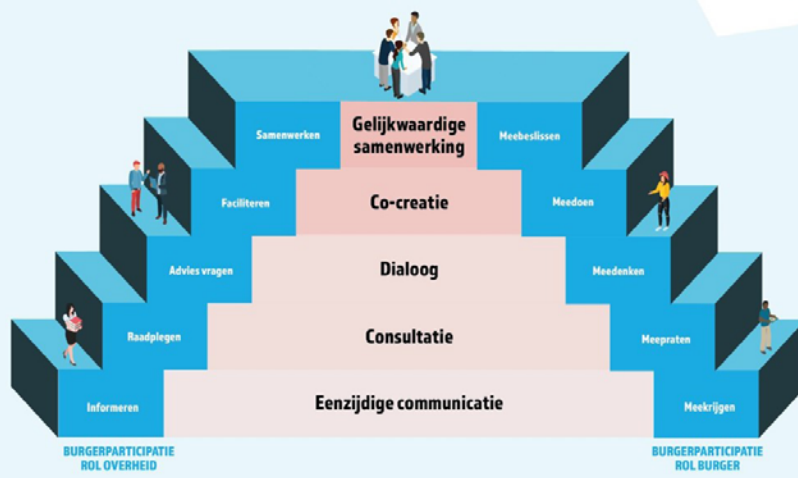 Samenwerken
Gelijkwaardige
samenwerking
Meebeslissen
Faciliteren
Co-creatie
Meedoen
Advies vragen
Dialoog
Meedenken
Raadplegen
Consultatie
Meepraten
Informeren
Eenzijdige communicatie
Meekrijgen
BURGERPARTICIPATIE
ROL OVERHEID
BURGERPARTICIPATIE
ROL BURGER